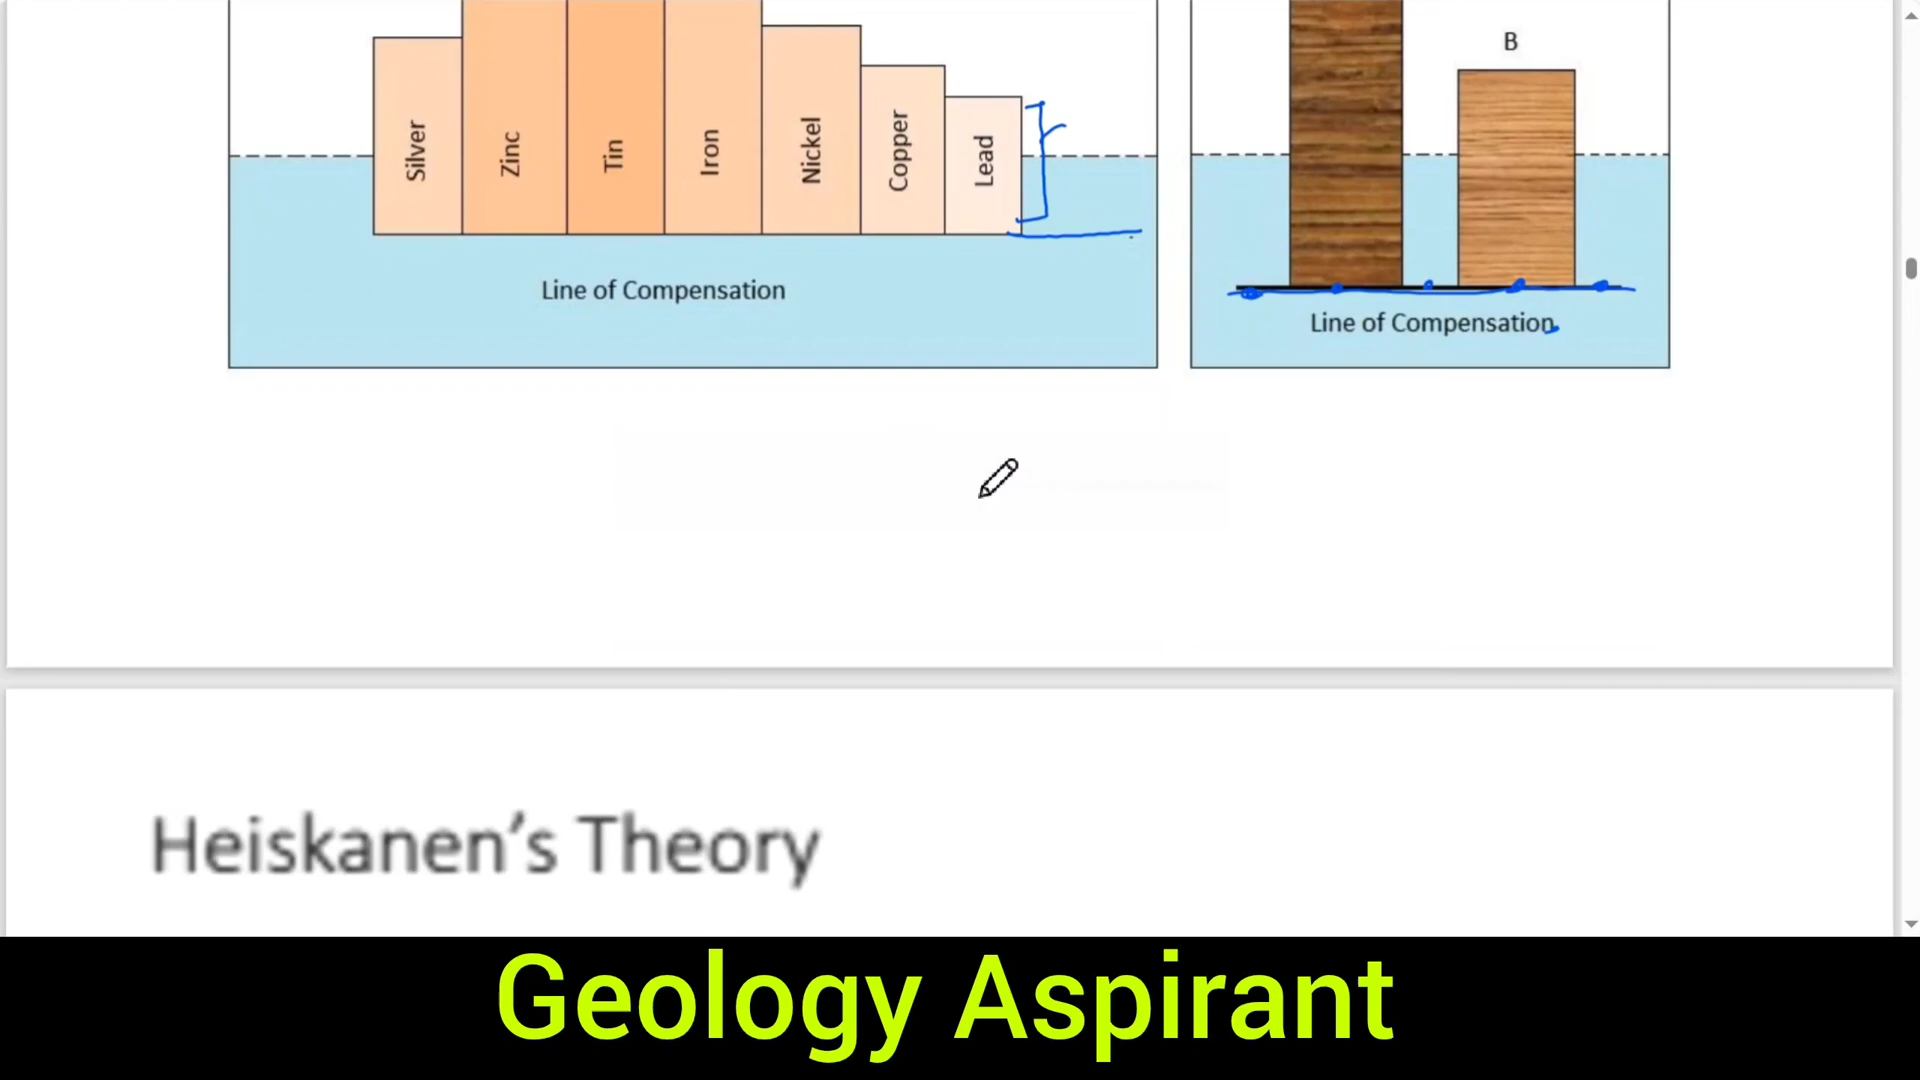 B
Silver
Zinc
Tin
Iron
Nickel
Copper
Lead
Line of Compensation
Line of Compensation
Heiskanen's Theory
Geology Aspirant